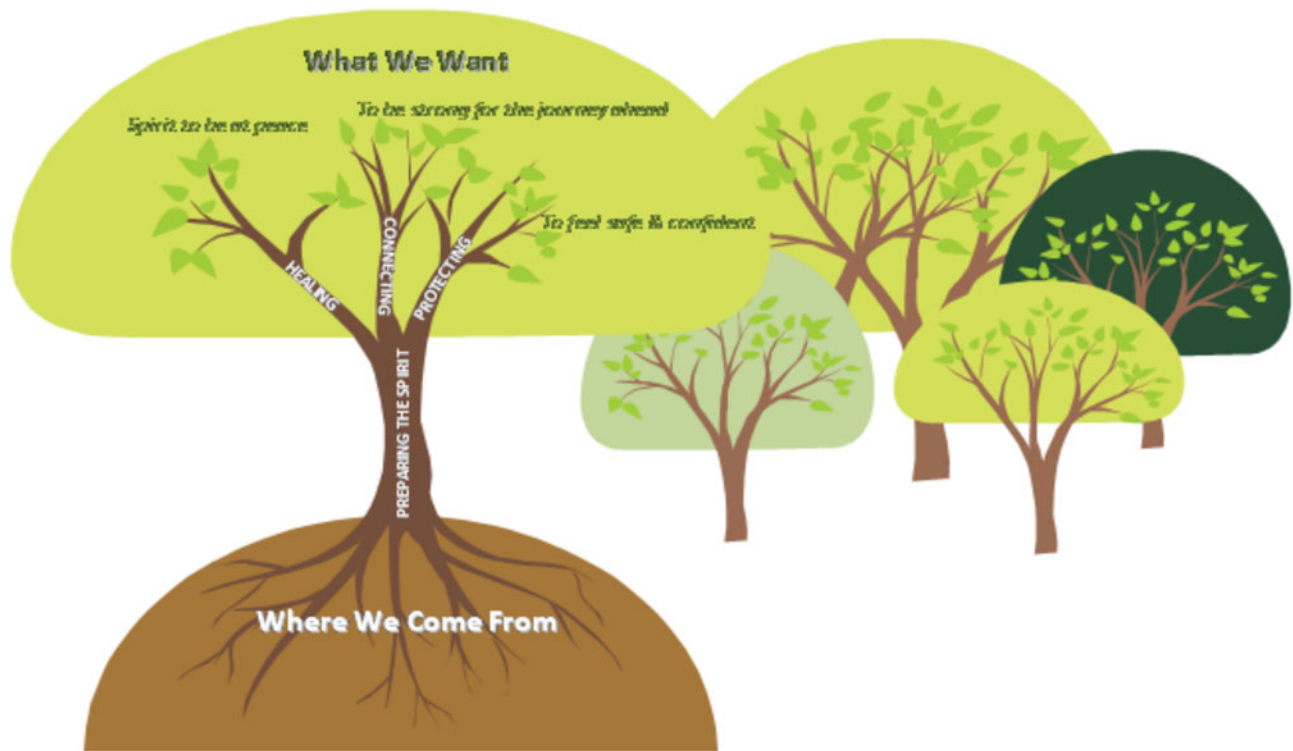 What We Want
To be strong for the journey ahead
Spirit to be at peace
To feel safe & confident
HEALING
CONNECTING
PROTECTING
PREPARING THE SPIRIT
Where We Come From